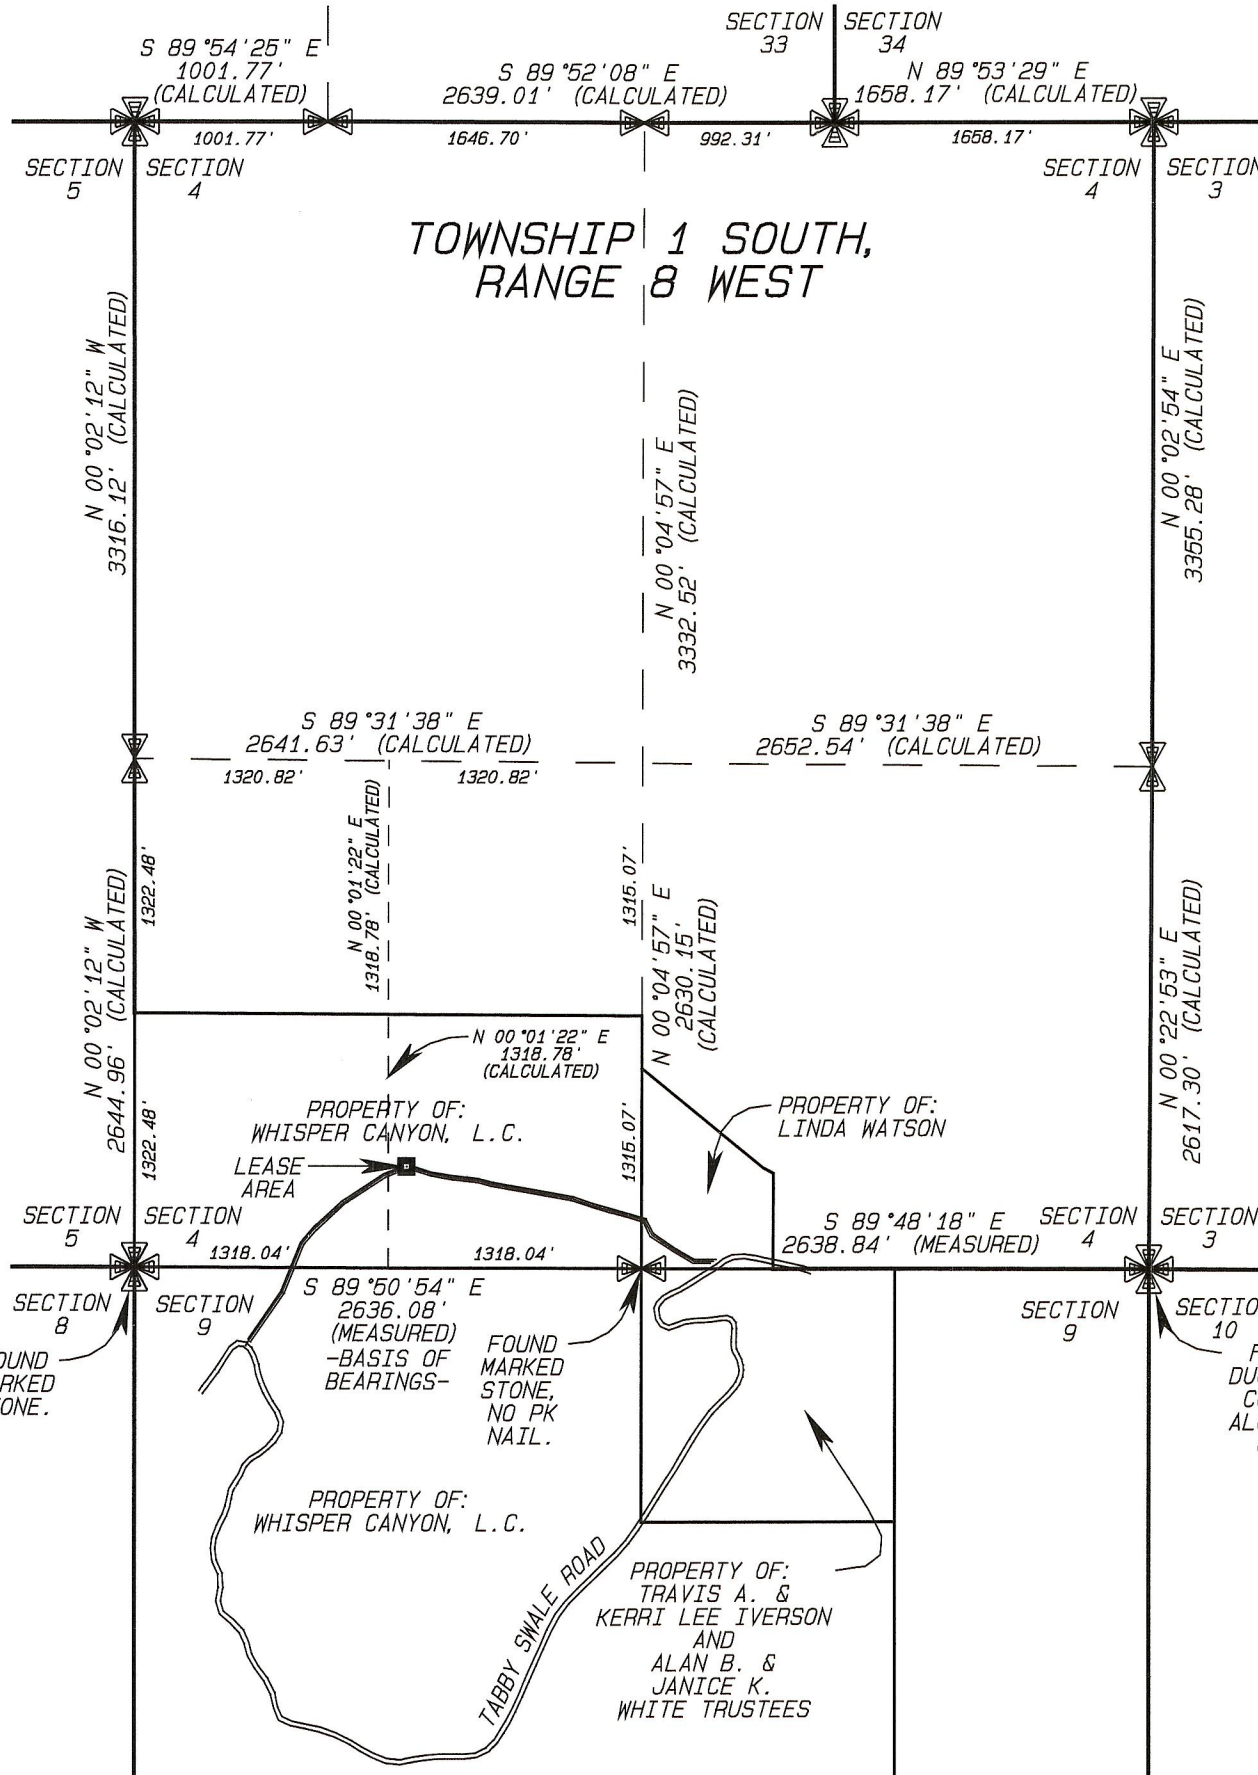 SECTION 33
SECTION 34
S 89°54'25" E
1001.77'
(CALCULATED)
S 89°52'08" E
2639.01' (CALCULATED)
N 89°53'29" E
1658.17' (CALCULATED)
1001.77'
1646.70'
992.31'
1658.17'
SECTION 5
SECTION 4
SECTION 4
SECTION 3
TOWNSHIP 1 SOUTH,
RANGE 8 WEST
N 00°02'12" W
3316.12' (CALCULATED)
N 00°04'57" E
3332.52' (CALCULATED)
N 00°02'54" E
3355.28' (CALCULATED)
S 89°31'38" E
2641.63' (CALCULATED)
S 89°31'38" E
2652.54' (CALCULATED)
1320.82'
1320.82'
N 00°01'22" E
1318.78' (CALCULATED)
1322.48'
1315.07'
N 00°02'12" W
2644.96' (CALCULATED)
N 00°04'57" E
2630.15'
(CALCULATED)
N 00°22'53" E
2617.30' (CALCULATED)
N 00°01'22" E
1318.78'
(CALCULATED)
PROPERTY OF:
WHISPER CANYON, L.C.
PROPERTY OF:
LINDA WATSON
1322.48'
1315.07'
LEASE
AREA
SECTION 5
SECTION 4
1318.04'
1318.04'
S 89°48'18" E
2638.84' (MEASURED)
SECTION 4
SECTION 3
SECTION 8
SECTION 9
S 89°50'54" E
2636.08'
(MEASURED)
-BASIS OF
BEARINGS-
SECTION 9
SECTIO
10
OUND
RKED
ONE.
FOUND
MARKED
STONE,
NO PK
NAIL.
F
DU
C
AL
PROPERTY OF:
WHISPER CANYON, L.C.
TABBY SWALE ROAD
PROPERTY OF:
TRAVIS A. &
KERRI LEE IVERSON
AND
ALAN B. &
JANICE K.
WHITE TRUSTEES